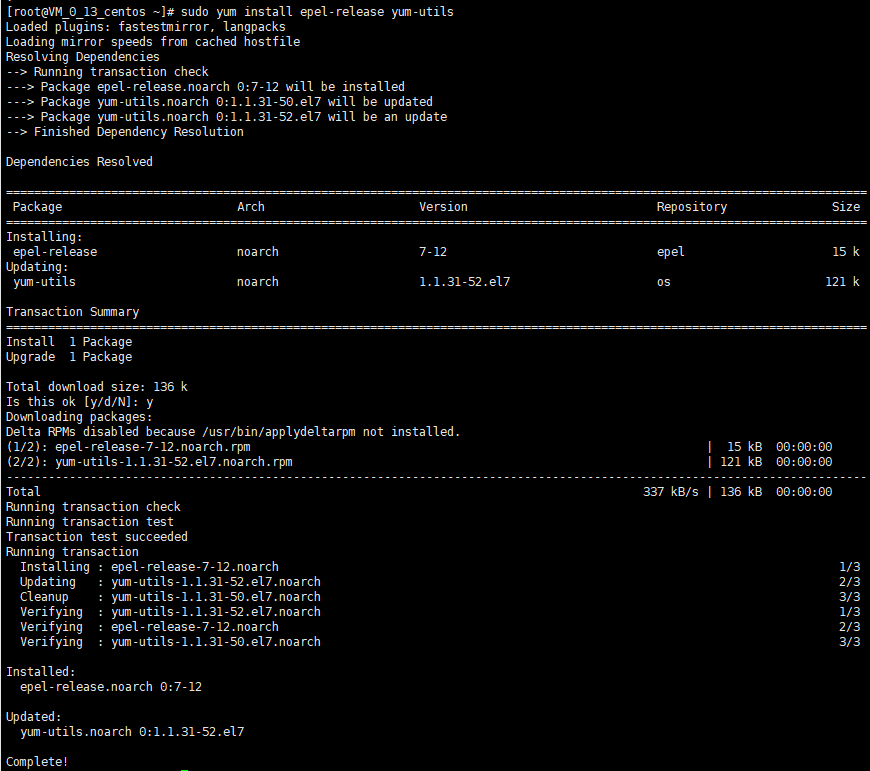 [root@VM_0_13_centos ~]# sudo yum install epel-release yum-utils
Loaded plugins: fastestmirror, langpacks
Loading mirror speeds from cached hostfile
Resolving Dependencies
--> Running transaction check
---> Package epel-release.noarch 0:7-12 will be installed
---> Package yum-utils.noarch 0:1.1.31-50.el7 will be updated
---> Package yum-utils.noarch 0:1.1.31-52.el7 will be an update
--> Finished Dependency Resolution
Dependencies Resolved
Package Arch Version Repository Size
Installing:
epel-release noarch 7-12 epel 15 k
Updating:
yum-utils noarch 1.1.31-52.el7 os 121 k
Transaction Summary
Install 1 Package
Upgrade 1 Package
Total download size: 136 k
Is this ok [y/d/N]: y
Downloading packages:
Delta RPMs disabled because /usr/bin/applydeltarpm not installed.
(1/2): epel-release-7-12.noarch.rpm | 15 kB 00:00:00
(2/2): yum-utils-1.1.31-52.el7.noarch.rpm | 121 kB 00:00:00
Total 337 kB/s | 136 kB 00:00:00
Running transaction check
Running transaction test
Transaction test succeeded
Running transaction
Installing : epel-release-7-12.noarch 1/3
Updating : yum-utils-1.1.31-52.el7.noarch 2/3
Cleanup : yum-utils-1.1.31-50.el7.noarch 3/3
Verifying : yum-utils-1.1.31-52.el7.noarch 1/3
Verifying : epel-release-7-12.noarch 2/3
Verifying : yum-utils-1.1.31-50.el7.noarch 3/3
Installed:
epel-release.noarch 0:7-12
Updated:
yum-utils.noarch 0:1.1.31-52.el7
Complete!